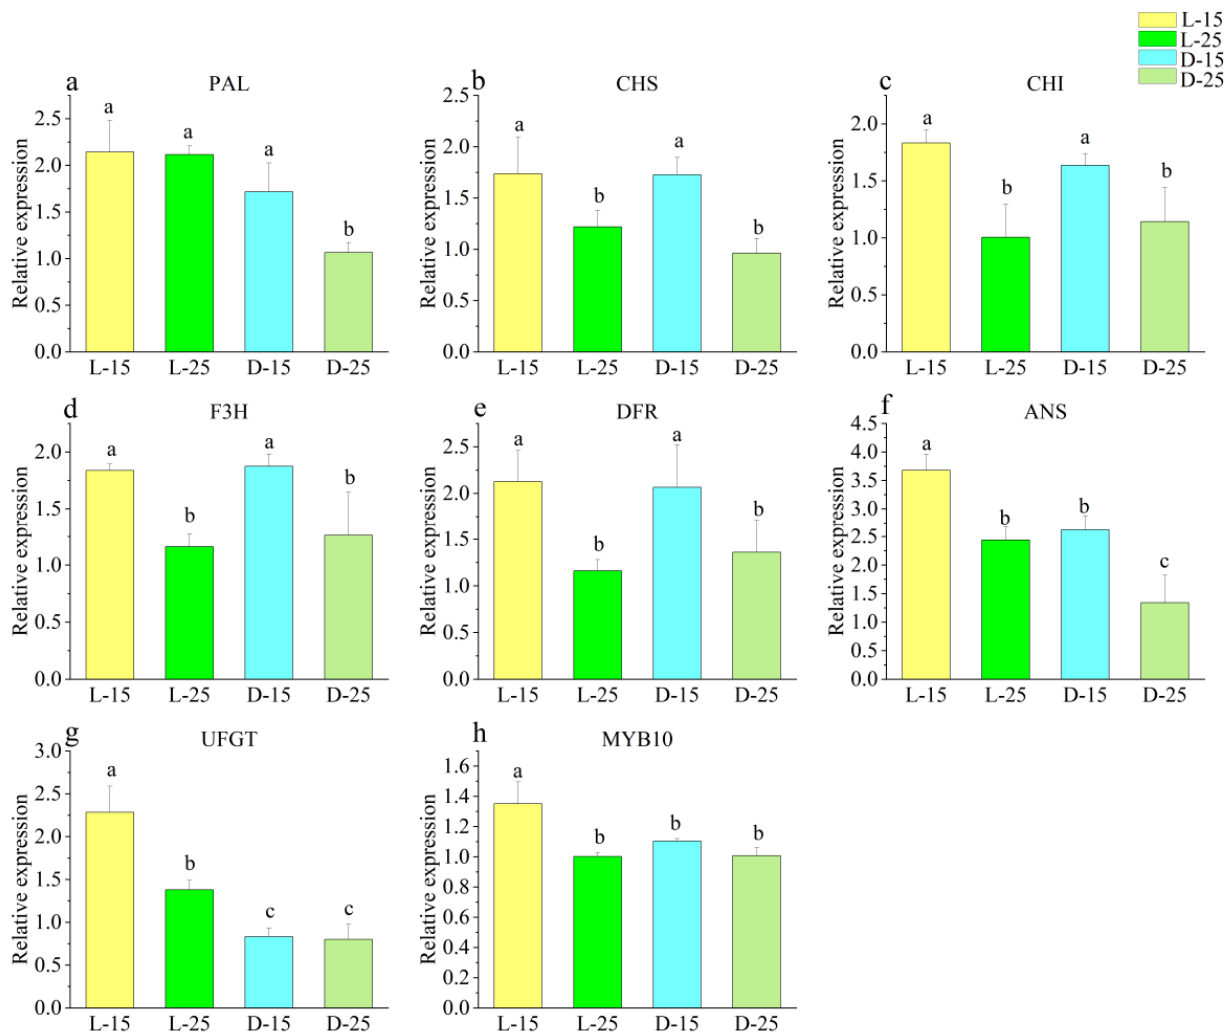 L-15
L-25
D-15
D-25
a PAL
Relative expression
2.5
2.0
1.5
1.0
0.5
0.0
a a a b
L-15 L-25 D-15 D-25
b CHS
Relative expression
2.5
2.0
1.5
1.0
0.5
0.0
a b a b
L-15 L-25 D-15 D-25
c CHI
Relative expression
2.0
1.5
1.0
0.5
0.0
a b a b
L-15 L-25 D-15 D-25
d F3H
Relative expression
2.0
1.5
1.0
0.5
0.0
a b a b
L-15 L-25 D-15 D-25
e DFR
Relative expression
2.5
2.0
1.5
1.0
0.5
0.0
a b a b
L-15 L-25 D-15 D-25
f ANS
Relative expression
4.5
4.0
3.5
3.0
2.5
2.0
1.5
1.0
0.5
0.0
a b b c
L-15 L-25 D-15 D-25
g UFGT
Relative expression
3.0
2.5
2.0
1.5
1.0
0.5
0.0
a b c c
L-15 L-25 D-15 D-25
h MYB10
Relative expression
1.6
1.4
1.2
1.0
0.8
0.6
0.4
0.2
0.0
a b b b
L-15 L-25 D-15 D-25